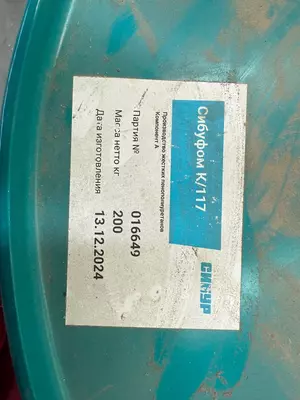 СИБУР
Сибуфом К/117
Производство жестких пенополиуретанов
Компонент А
Партия № 016649
Масса нетто кг 200
Дата изготовления 13.12.2024